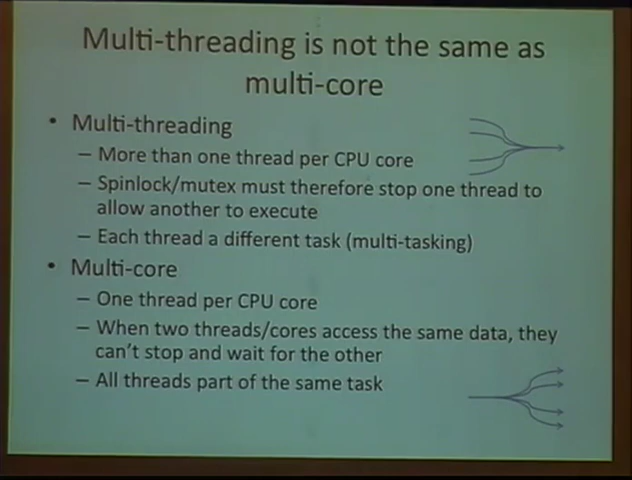 Multi-threading is not the same as
multi-core
• Multi-threading
– More than one thread per CPU core
– Spinlock/mutex must therefore stop one thread to
allow another to execute
– Each thread a different task (multi-tasking)
• Multi-core
– One thread per CPU core
– When two threads/cores access the same data, they
can't stop and wait for the other
– All threads part of the same task